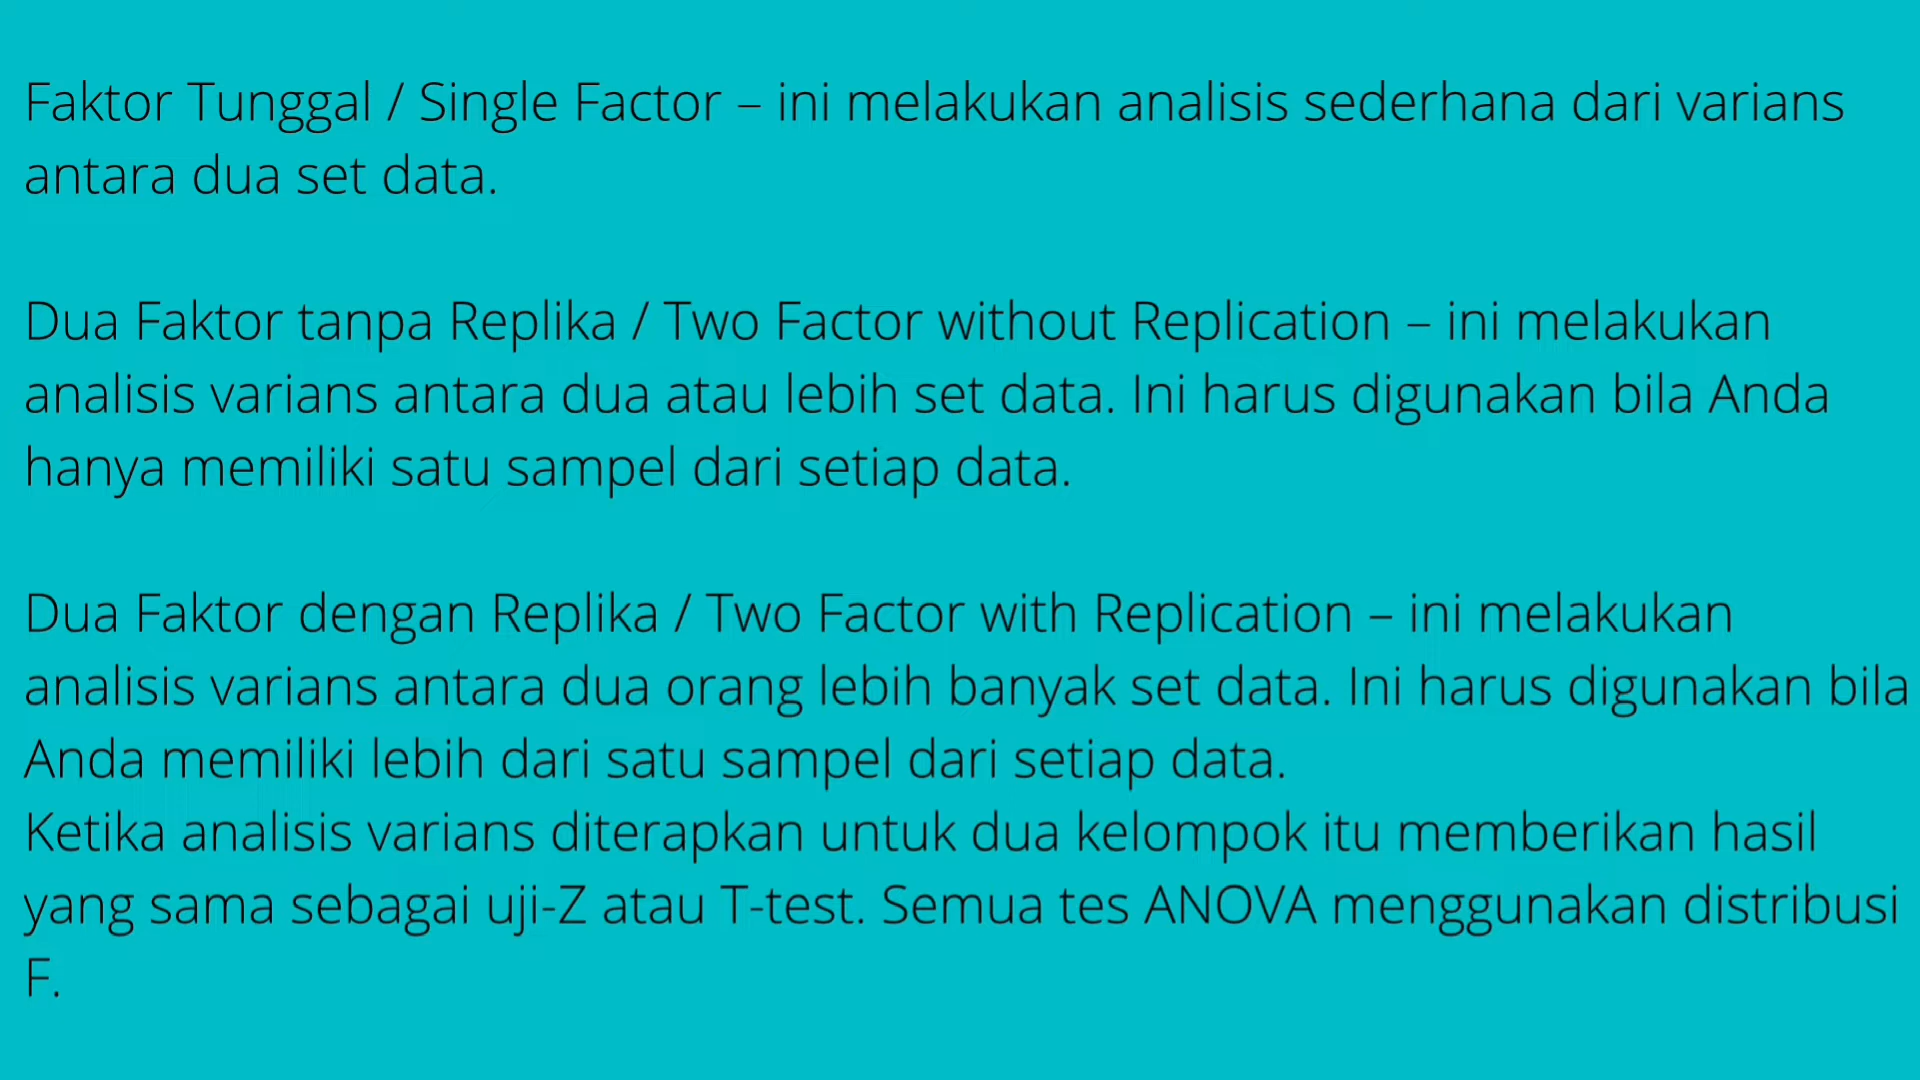 Faktor Tunggal / Single Factor – ini melakukan analisis sederhana dari varians
antara dua set data.
Dua Faktor tanpa Replika / Two Factor without Replication – ini melakukan
analisis varians antara dua atau lebih set data. Ini harus digunakan bila Anda
hanya memiliki satu sampel dari setiap data.
Dua Faktor dengan Replika / Two Factor with Replication – ini melakukan
analisis varians antara dua orang lebih banyak set data. Ini harus digunakan bila
Anda memiliki lebih dari satu sampel dari setiap data.
Ketika analisis varians diterapkan untuk dua kelompok itu memberikan hasil
yang sama sebagai uji-Z atau T-test. Semua tes ANOVA menggunakan distribusi
F.